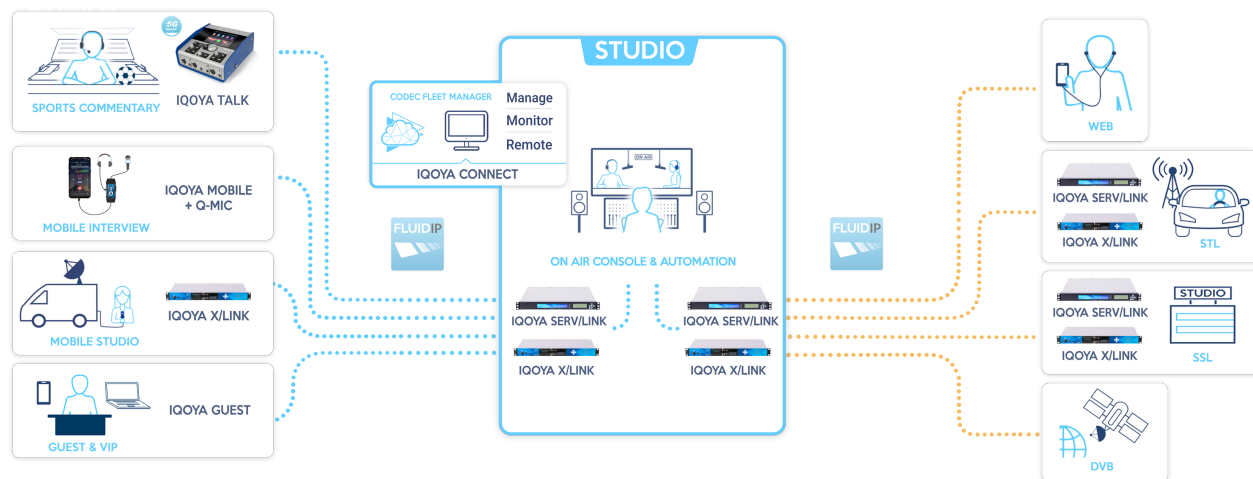 5G
READY
SPORTS COMMENTARY
IQOYA TALK
IQOYA MOBILE
+ Q-MIC
MOBILE INTERVIEW
IQOYA X/LINK
MOBILE STUDIO
IQOYA GUEST
GUEST & VIP
FLUIDIP
STUDIO
CODEC FLEET MANAGER
Manage
Monitor
Remote
IQOYA CONNECT
ON AIR
ON AIR CONSOLE & AUTOMATION
IQOYA SERV/LINK
IQOYA X/LINK
IQOYA SERV/LINK
IQOYA X/LINK
FLUIDIP
WEB
IQOYA SERV/LINK
IQOYA X/LINK
STL
IQOYA SERV/LINK
IQOYA X/LINK
STUDIO
SSL
DVB